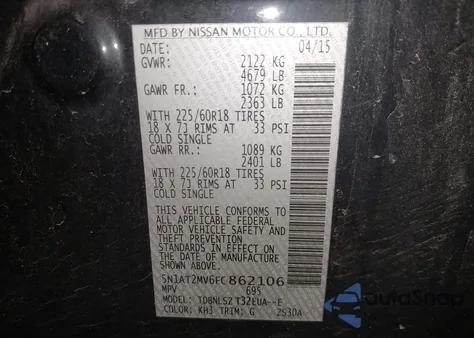 MFD BY NISSAN MOTOR CO., LTD.
DATE: 04/15
GVWR: 2122 KG
4679 LB
GAWR FR.: 1072 KG
2363 LB
WITH 225/60R18 TIRES
18 X 7J RIMS AT 33 PSI
COLD SINGLE
GAWR RR.: 1089 KG
2401 LB
WITH 225/60R18 TIRES
18 X 7J RIMS AT 33 PSI
COLD SINGLE
THIS VEHICLE CONFORMS TO
ALL APPLICABLE FEDERAL
MOTOR VEHICLE SAFETY
AND THEFT PREVENTION
STANDARDS IN EFFECT ON
THE DATE OF MANUFACTURE
SHOWN ABOVE.
5N1AT2MV6FC862106
MPV 695
MODEL: TDBNLS2 T32EUA--E
COLOR: KH3 TRIM: G 2S30A
AutoSnap